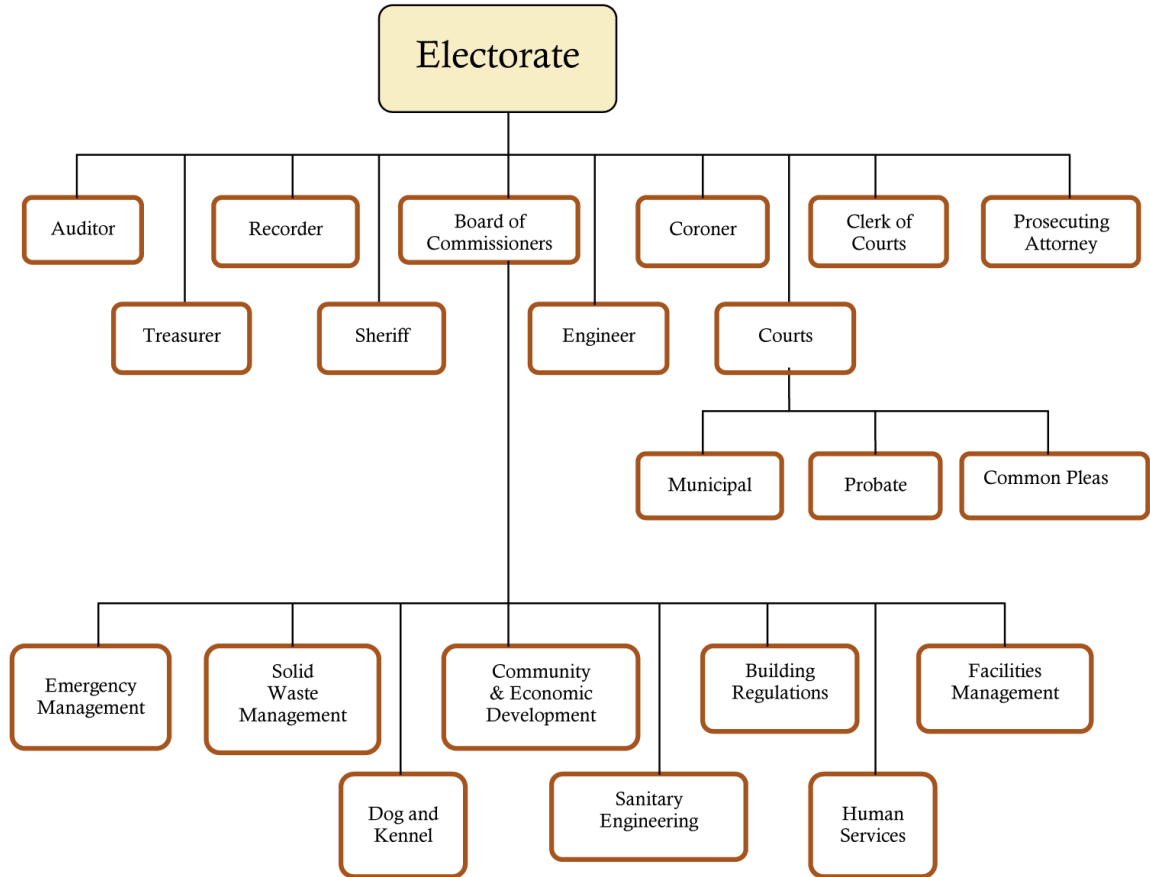 Electorate
Auditor
Recorder
Board of
Commissioners
Coroner
Clerk of
Courts
Prosecuting
Attorney
Treasurer
Sheriff
Engineer
Courts
Municipal
Probate
Common Pleas
Emergency
Management
Solid
Waste
Management
Community
& Economic
Development
Building
Regulations
Facilities
Management
Dog and
Kennel
Sanitary
Engineering
Human
Services